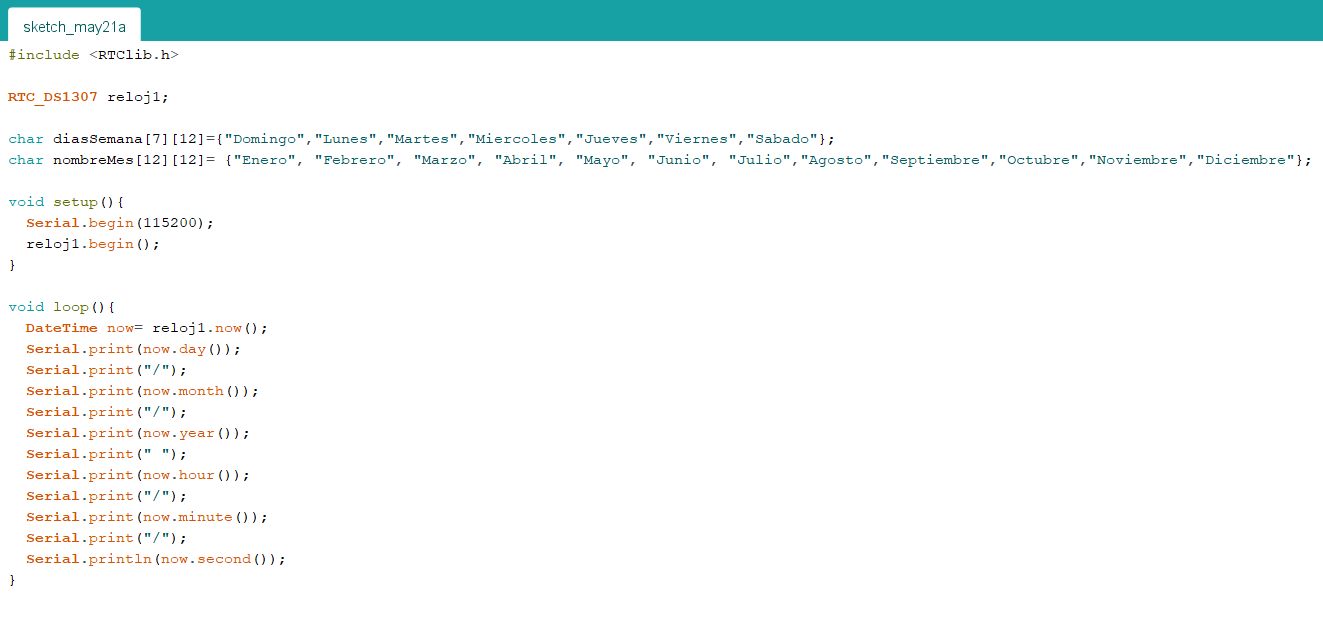 sketch_may21a
#include <RTClib.h>
RTC_DS1307 reloj1;
char diasSemana[7][12]={"Domingo","Lunes","Martes","Miercoles","Jueves","Viernes","Sabado"};
char nombreMes[12][12]= {"Enero", "Febrero", "Marzo", "Abril", "Mayo", "Junio", "Julio","Agosto","Septiembre","Octubre","Noviembre","Diciembre"};
void setup(){
Serial.begin(115200);
reloj1.begin();
}
void loop(){
DateTime now= reloj1.now();
Serial.print(now.day());
Serial.print("/");
Serial.print(now.month());
Serial.print("/");
Serial.print(now.year());
Serial.print(" ");
Serial.print(now.hour());
Serial.print("/");
Serial.print(now.minute());
Serial.print("/");
Serial.println(now.second());
}